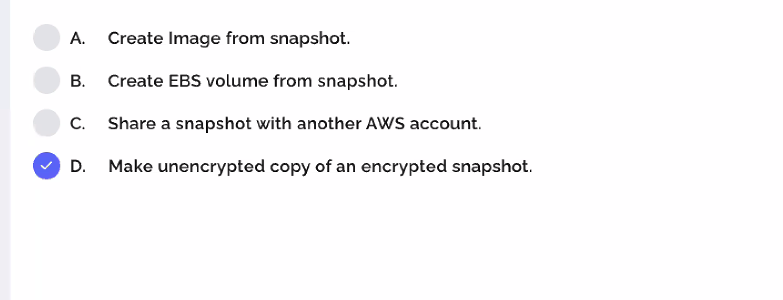 A. Create Image from snapshot.
B. Create EBS volume from snapshot.
C. Share a snapshot with another AWS account.
D. Make unencrypted copy of an encrypted snapshot.